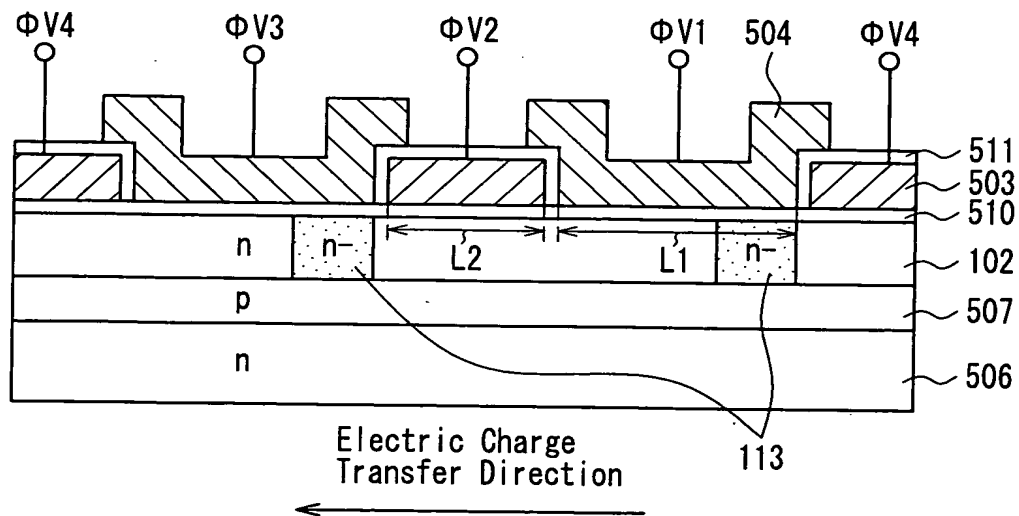 ΦV4 ΦV3 ΦV2 ΦV1 504 ΦV4
511
503
510
n n- L2 L1 n- 102
p 507
n 506
113
Electric Charge
Transfer Direction